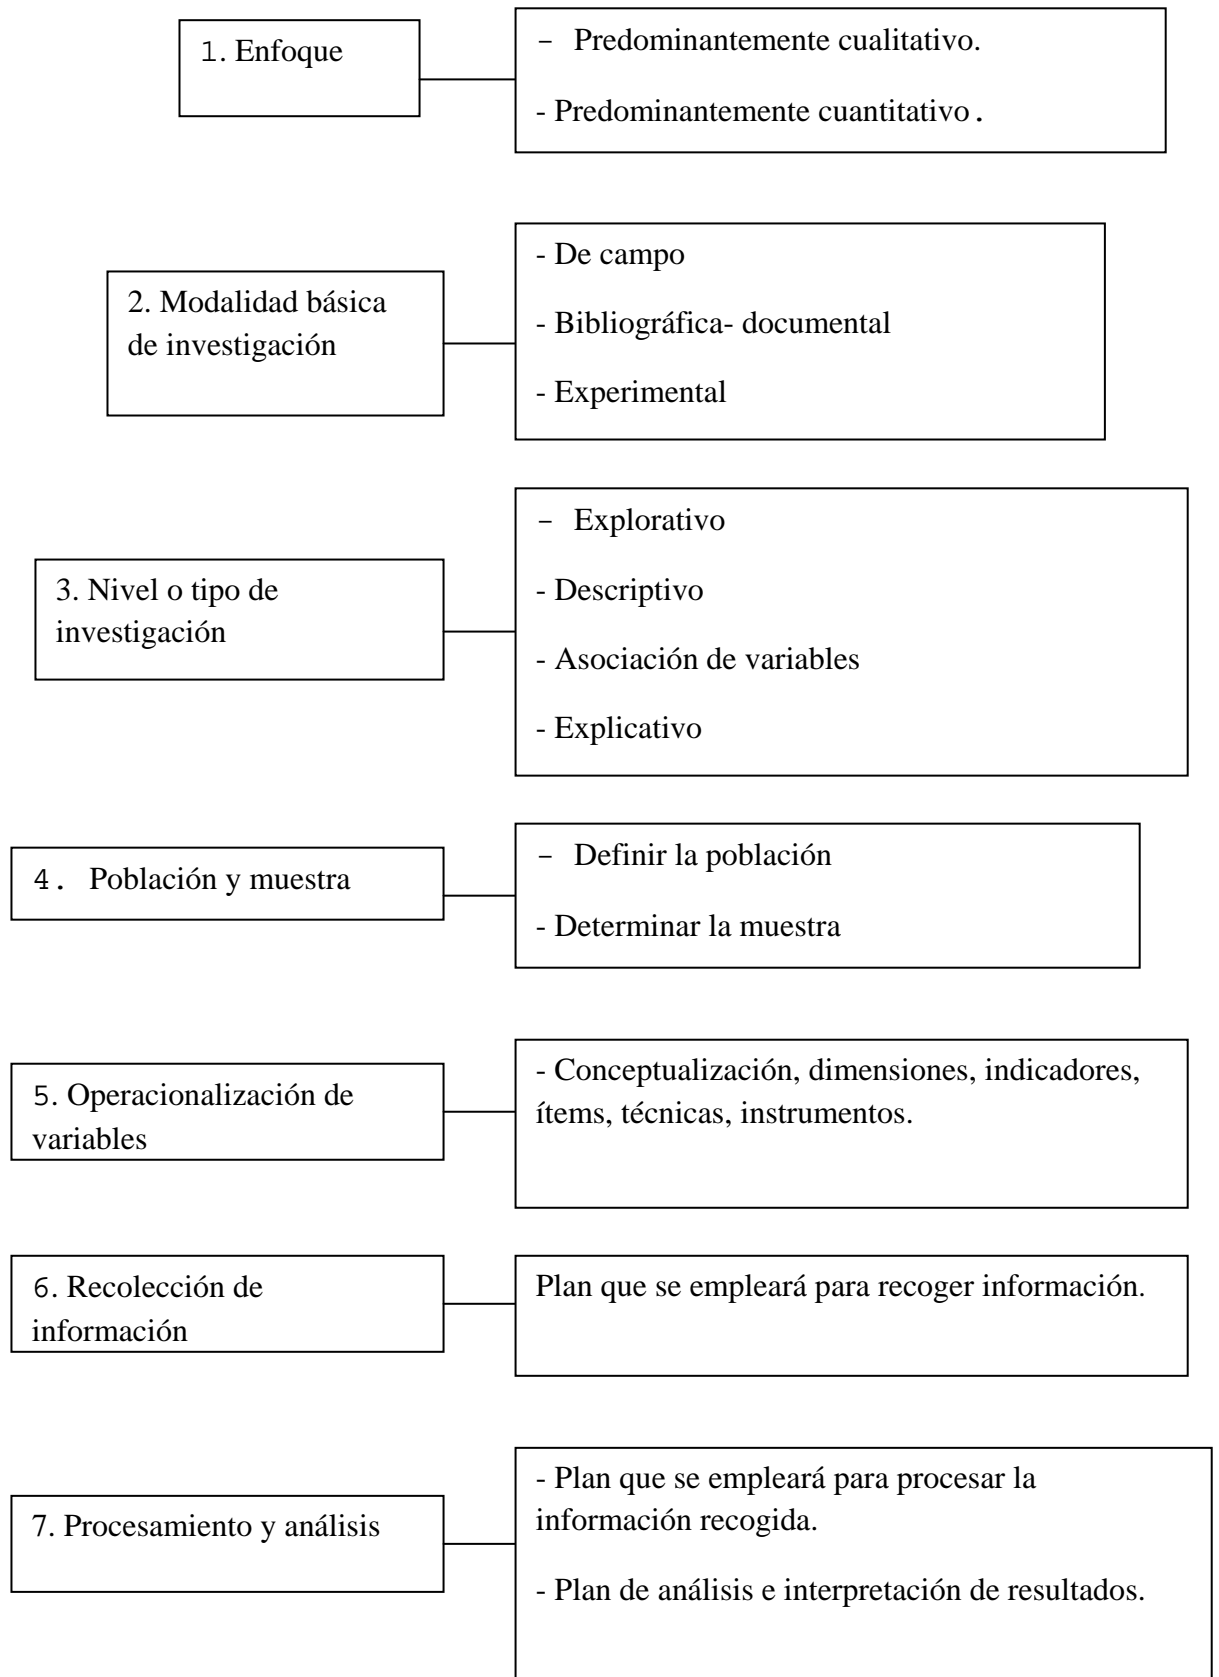 1. Enfoque
– Predominantemente cualitativo.
- Predominantemente cuantitativo.
2. Modalidad básica
de investigación
- De campo
- Bibliográfica- documental
- Experimental
3. Nivel o tipo de
investigación
– Explorativo
- Descriptivo
- Asociación de variables
- Explicativo
4. Población y muestra
– Definir la población
- Determinar la muestra
5. Operacionalización de
variables
- Conceptualización, dimensiones, indicadores,
ítems, técnicas, instrumentos.
6. Recolección de
información
Plan que se empleará para recoger información.
7. Procesamiento y análisis
- Plan que se empleará para procesar la
información recogida.
- Plan de análisis e interpretación de resultados.